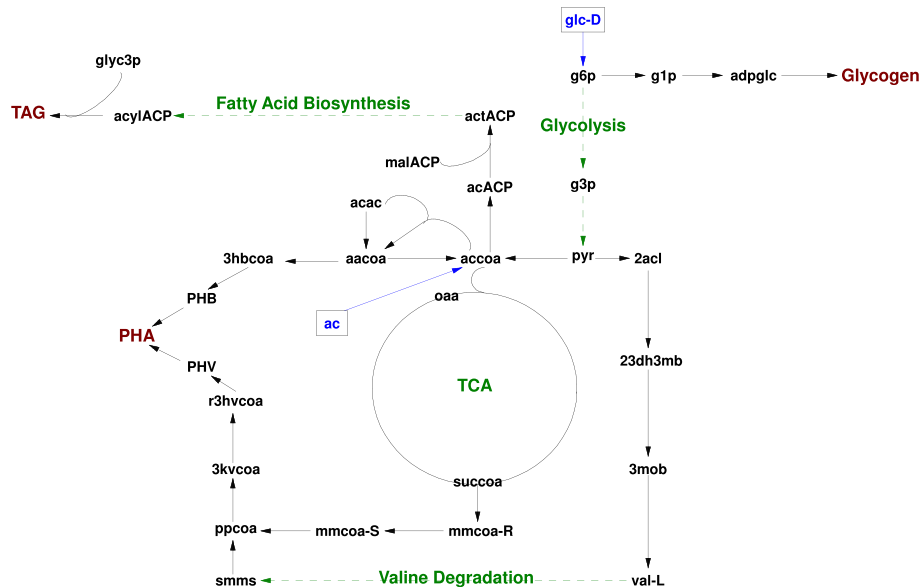 glc-D
glyc3p
g6p
g1p
adpglc
Glycogen
TAG
acylACP
Fatty Acid Biosynthesis
actACP
Glycolysis
malACP
acACP
g3p
acac
3hbcoa
aacoa
accoa
pyr
2acl
PHB
oaa
ac
PHA
PHV
TCA
23dh3mb
r3hvcoa
3kvcoa
succoa
3mob
ppcoa
mmcoa-S
mmcoa-R
smms
Valine Degradation
val-L